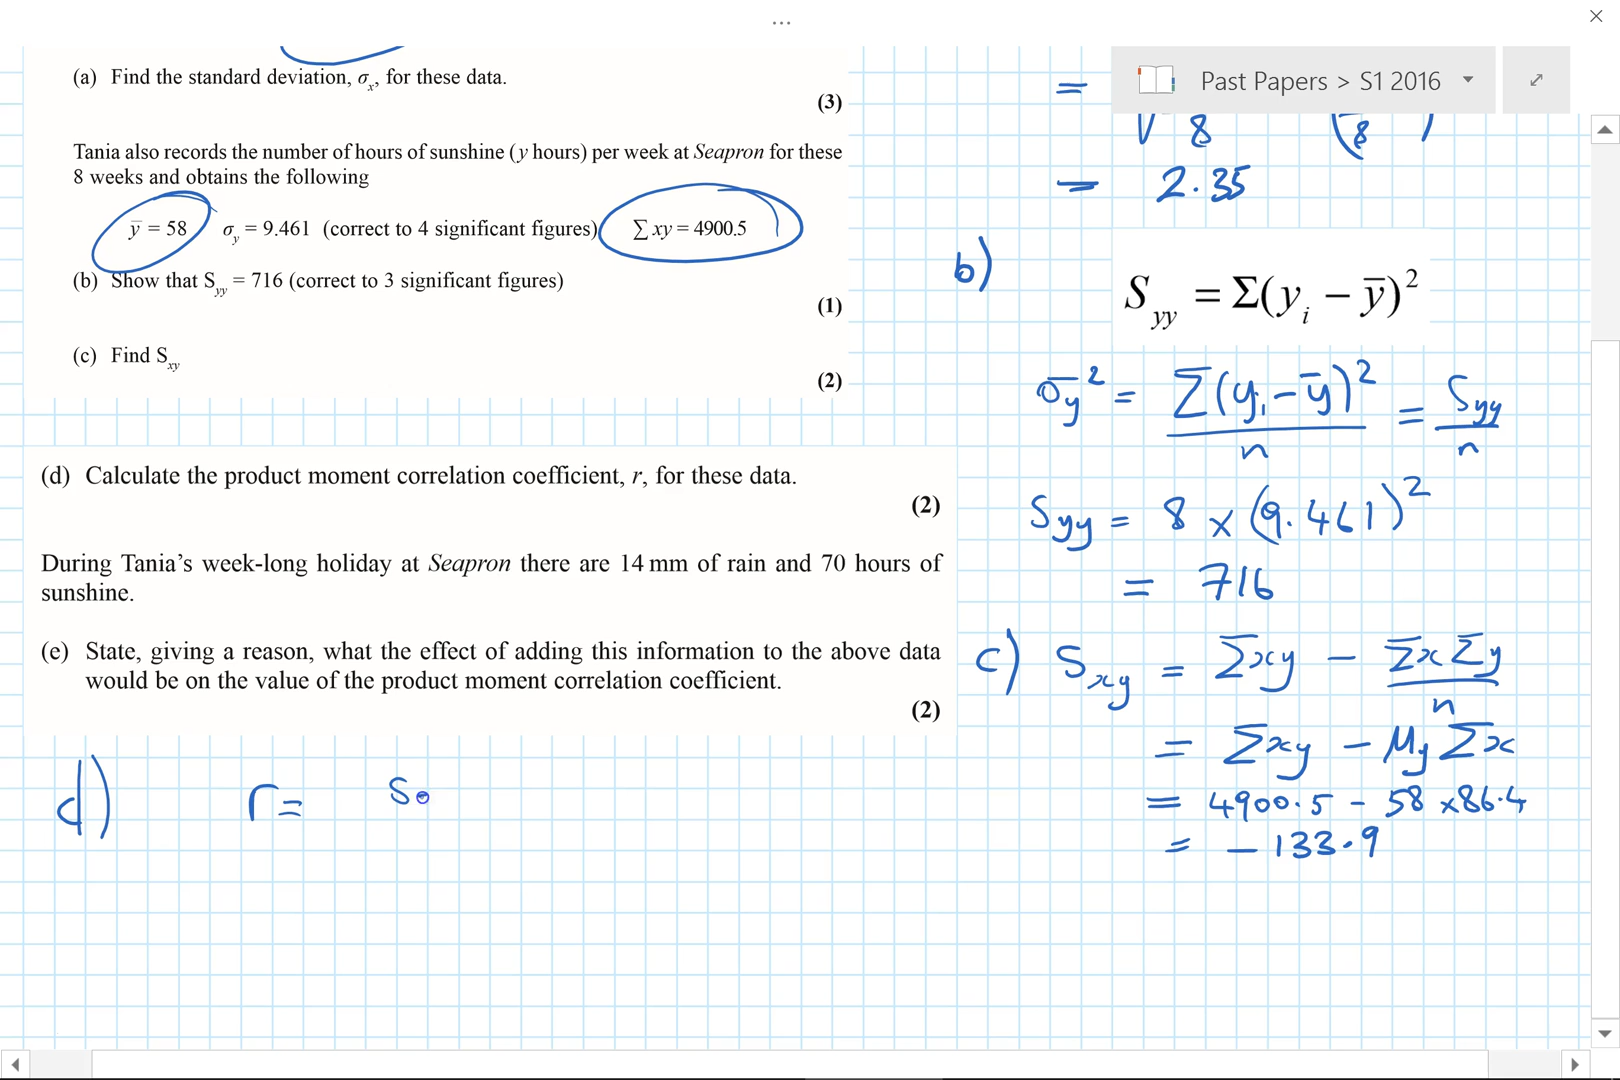 Past Papers > S1 2016
(a) Find the standard deviation, σx, for these data.
(3)
Tania also records the number of hours of sunshine (y hours) per week at Seapron for these
8 weeks and obtains the following
ȳ = 58 σy = 9.461 (correct to 4 significant figures) ∑xy = 4900.5
(b) Show that Syy = 716 (correct to 3 significant figures)
(1)
(c) Find Sxy
(2)
(d) Calculate the product moment correlation coefficient, r, for these data.
(2)
During Tania's week-long holiday at Seapron there are 14 mm of rain and 70 hours of
sunshine.
(e) State, giving a reason, what the effect of adding this information to the above data
would be on the value of the product moment correlation coefficient.
(2)
d) r = S
=
8 8
= 2.35
b)
Syy = Σ(yi − ȳ)²
σy² = Σ(yi − ȳ)²/n = Syy/n
Syy = 8 × (9.461)²
= 716
c) Sxy = Σxy − ΣxΣy/n
= Σxy − μyΣx
= 4900.5 − 58 × 86.4
= −133.9